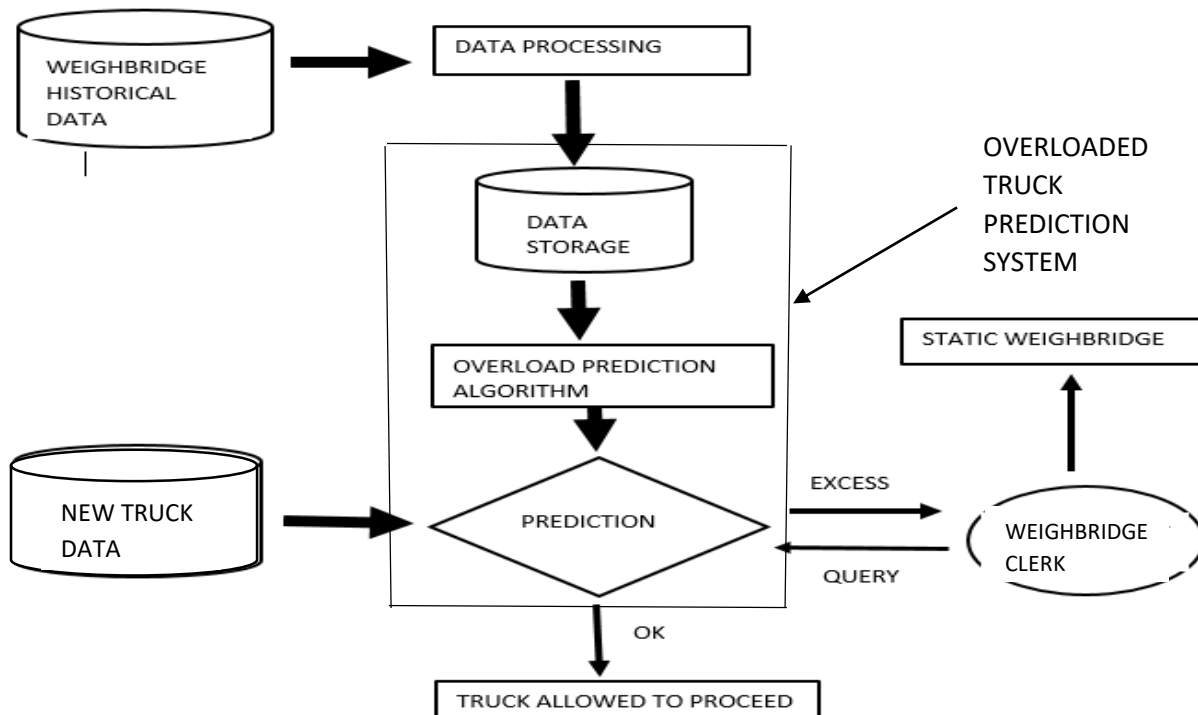 WEIGHBRIDGE
HISTORICAL
DATA
DATA PROCESSING
DATA
STORAGE
OVERLOADED
TRUCK
PREDICTION
SYSTEM
STATIC WEIGHBRIDGE
OVERLOAD PREDICTION
ALGORITHM
NEW TRUCK
DATA
PREDICTION
EXCESS
QUERY
WEIGHBRIDGE
CLERK
OK
TRUCK ALLOWED TO PROCEED